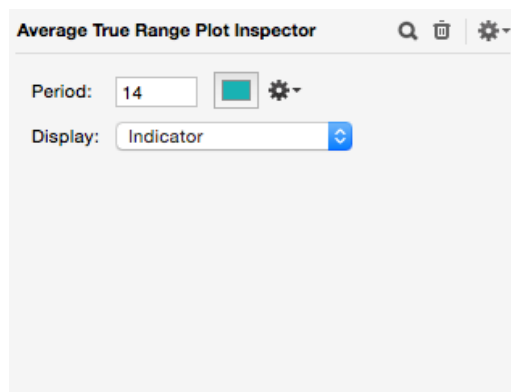 Average True Range Plot Inspector
Period: 14
Display: Indicator